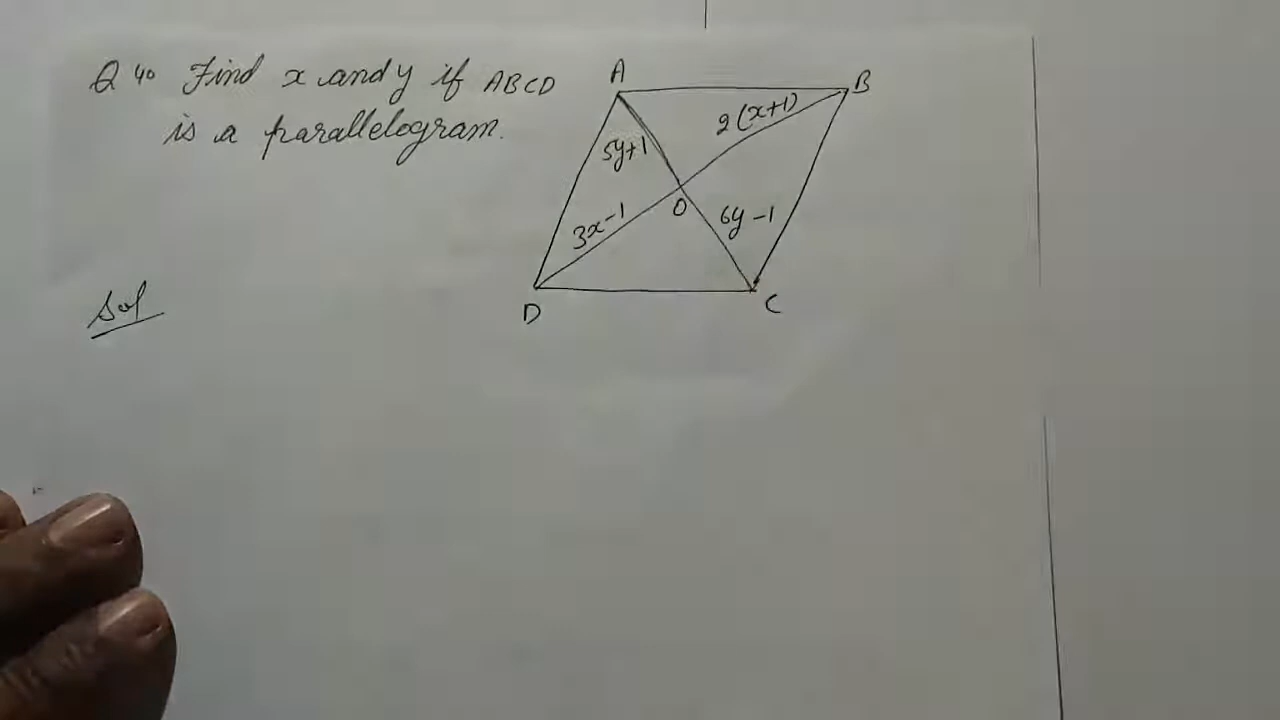 Q 40 Find x and y if ABCD
is a parallelogram.
A
B
2(x+1)
5y+1
O
3x-1
6y-1
D
C
Sol